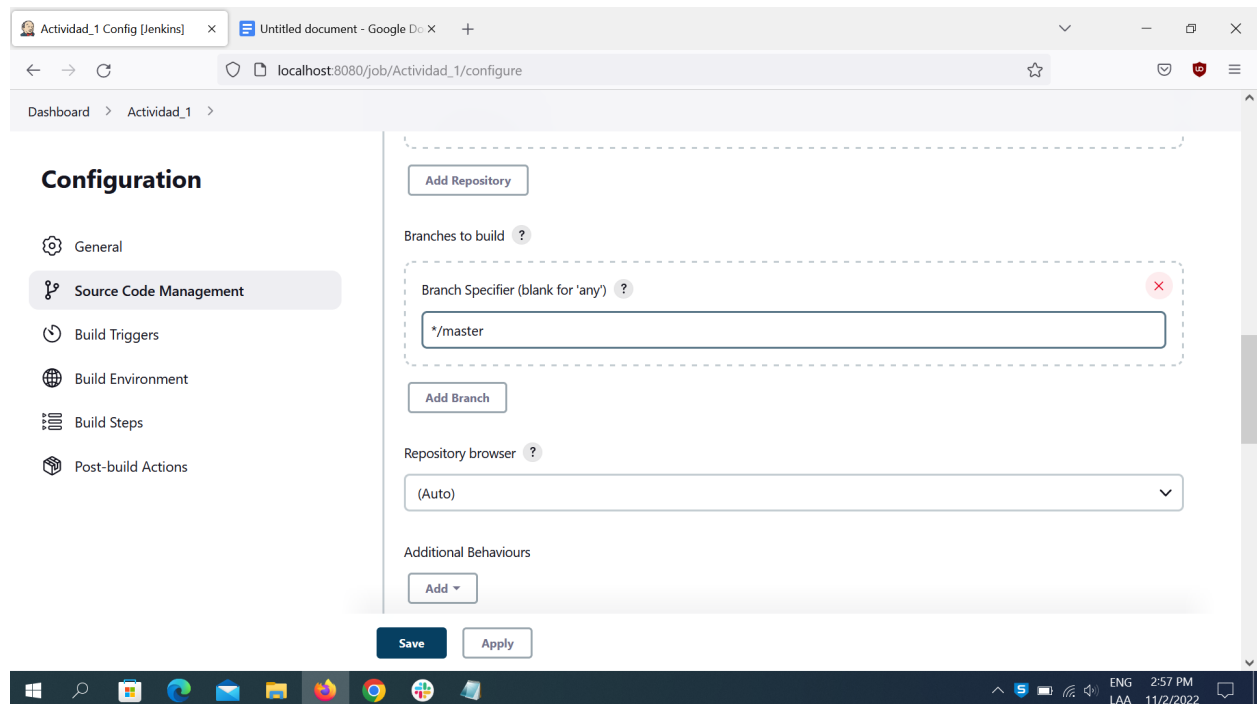 Actividad_1 Config [Jenkins]
Untitled document - Google Do
localhost:8080/job/Actividad_1/configure
Dashboard > Actividad_1 >
Configuration
General
Source Code Management
Build Triggers
Build Environment
Build Steps
Post-build Actions
Add Repository
Branches to build ?
Branch Specifier (blank for 'any') ?
*/master
Add Branch
Repository browser ?
(Auto)
Additional Behaviours
Add
Save Apply
ENG 2:57 PM
LAA 11/2/2022